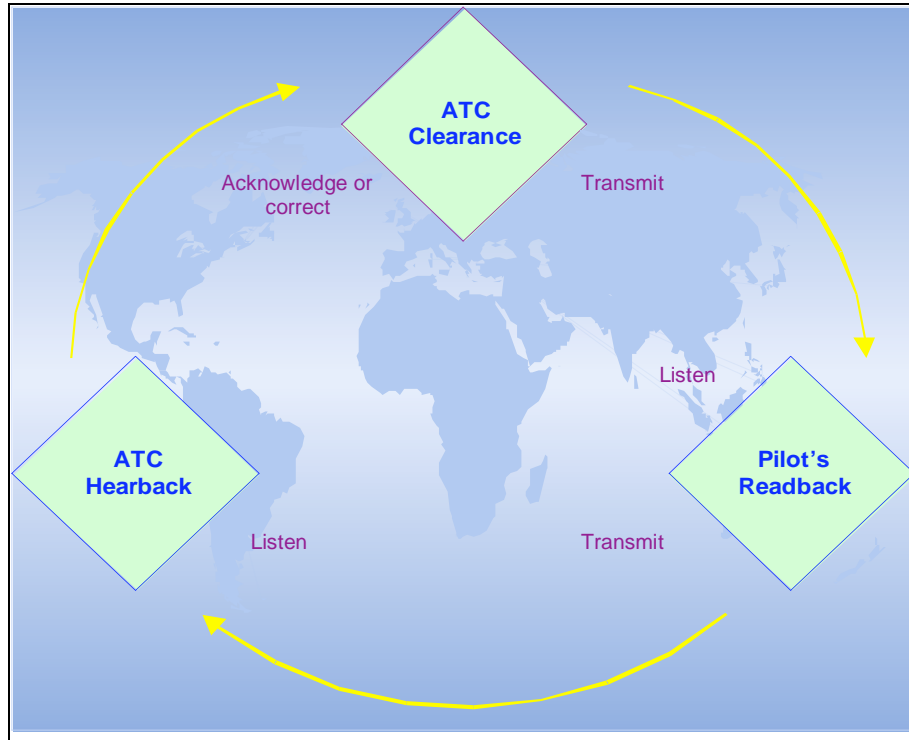 ATC
Clearance
Acknowledge or
correct
Transmit
Listen
ATC
Hearback
Pilot’s
Readback
Listen
Transmit